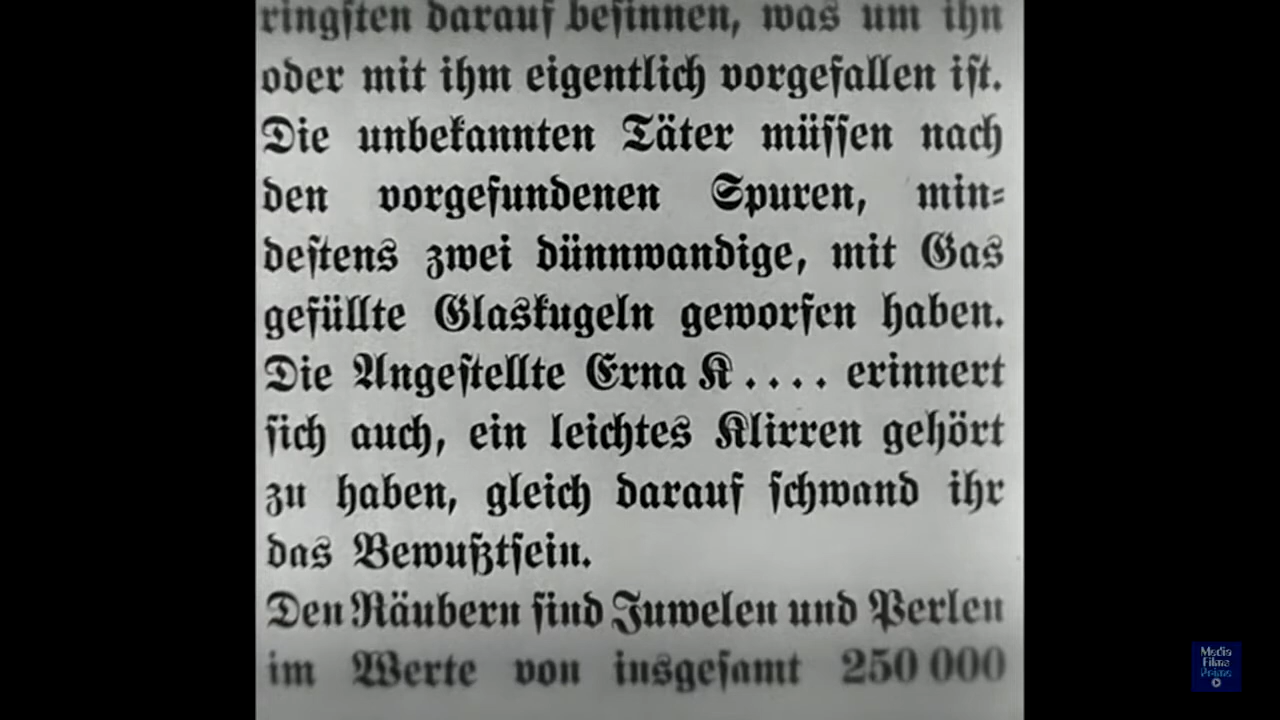 ringſten darauf beſinnen, was um ihn
oder mit ihm eigentlich vorgefallen iſt.
Die unbekannten Täter müſſen nach
den vorgefundenen Spuren, min⸗
deſtens zwei dünnwandige, mit Gas
gefüllte Glaskugeln geworfen haben.
Die Angeſtellte Erna K.... erinnert
ſich auch, ein leichtes Klirren gehört
zu haben, gleich darauf ſchwand ihr
das Bewußtſein.
Den Räubern ſind Juwelen und Perlen
im Werte von insgeſamt 250 000
Media
Films
Prime